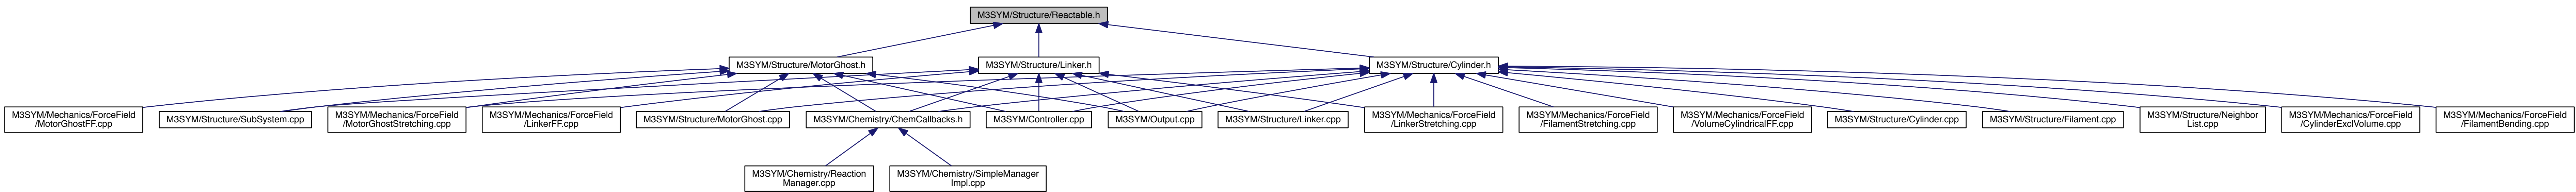 M3SYM/Structure/Reactable.h
M3SYM/Structure/MotorGhost.h
M3SYM/Structure/Linker.h
M3SYM/Structure/Cylinder.h
M3SYM/Mechanics/ForceField
/MotorGhostFF.cpp
M3SYM/Structure/SubSystem.cpp
M3SYM/Mechanics/ForceField
/MotorGhostStretching.cpp
M3SYM/Mechanics/ForceField
/LinkerFF.cpp
M3SYM/Structure/MotorGhost.cpp
M3SYM/Chemistry/ChemCallbacks.h
M3SYM/Controller.cpp
M3SYM/Output.cpp
M3SYM/Structure/Linker.cpp
M3SYM/Mechanics/ForceField
/LinkerStretching.cpp
M3SYM/Mechanics/ForceField
/FilamentStretching.cpp
M3SYM/Mechanics/ForceField
/VolumeCylindricalFF.cpp
M3SYM/Structure/Cylinder.cpp
M3SYM/Structure/Filament.cpp
M3SYM/Structure/Neighbor
List.cpp
M3SYM/Mechanics/ForceField
/CylinderExclVolume.cpp
M3SYM/Mechanics/ForceField
/FilamentBending.cpp
M3SYM/Chemistry/Reaction
Manager.cpp
M3SYM/Chemistry/SimpleManager
Impl.cpp